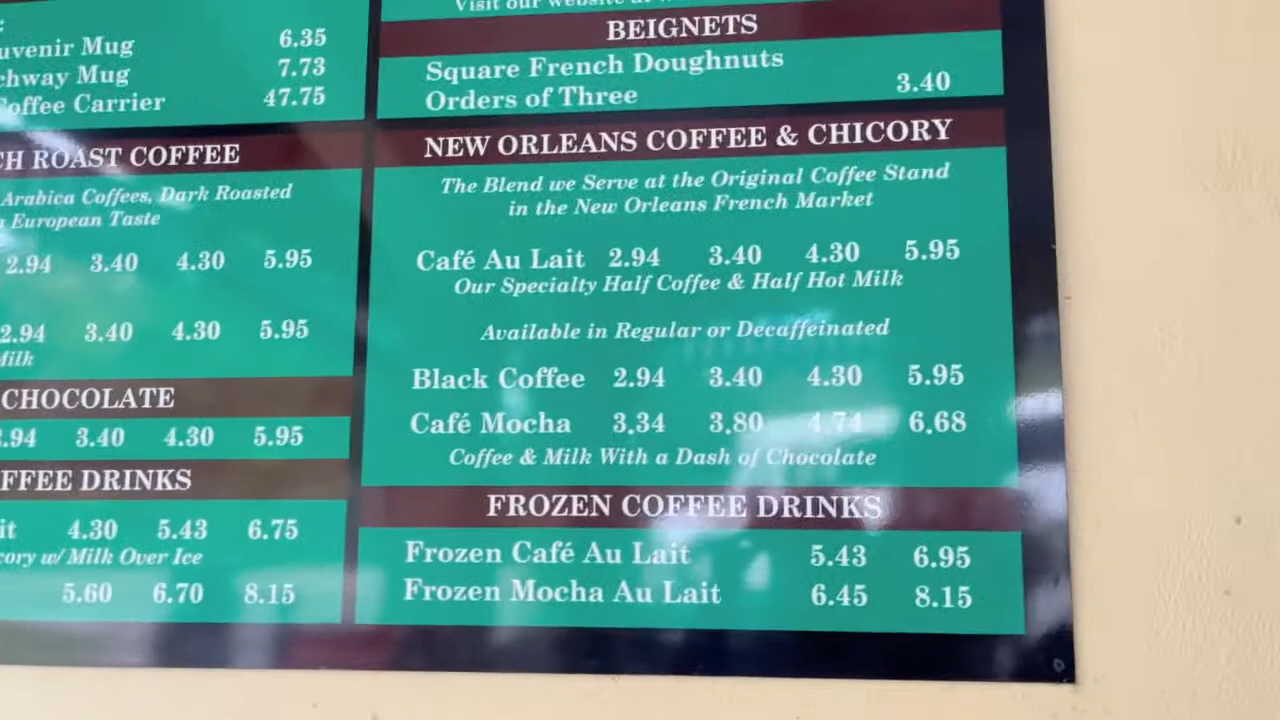 uvenir Mug 6.35
chway Mug 7.73
Coffee Carrier 47.75
CH ROAST COFFEE
Arabica Coffees, Dark Roasted
European Taste
2.94 3.40 4.30 5.95
2.94 3.40 4.30 5.95
Milk
CHOCOLATE
.94 3.40 4.30 5.95
FFEE DRINKS
it 4.30 5.43 6.75
cory w/ Milk Over Ice
5.60 6.70 8.15
Visit our website at
BEIGNETS
Square French Doughnuts
Orders of Three 3.40
NEW ORLEANS COFFEE & CHICORY
The Blend we Serve at the Original Coffee Stand
in the New Orleans French Market
Café Au Lait 2.94 3.40 4.30 5.95
Our Specialty Half Coffee & Half Hot Milk
Available in Regular or Decaffeinated
Black Coffee 2.94 3.40 4.30 5.95
Café Mocha 3.34 3.80 4.74 6.68
Coffee & Milk With a Dash of Chocolate
FROZEN COFFEE DRINKS
Frozen Café Au Lait 5.43 6.95
Frozen Mocha Au Lait 6.45 8.15